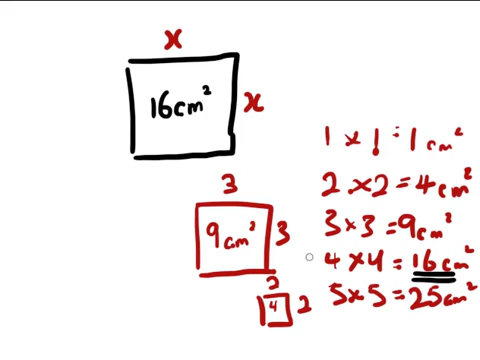 x
16cm² x
1 x 1 = 1cm²
2 x 2 = 4cm²
3
9cm² 3
3 x 3 = 9cm²
4 x 4 = 16cm²
2
4 2
5 x 5 = 25cm²